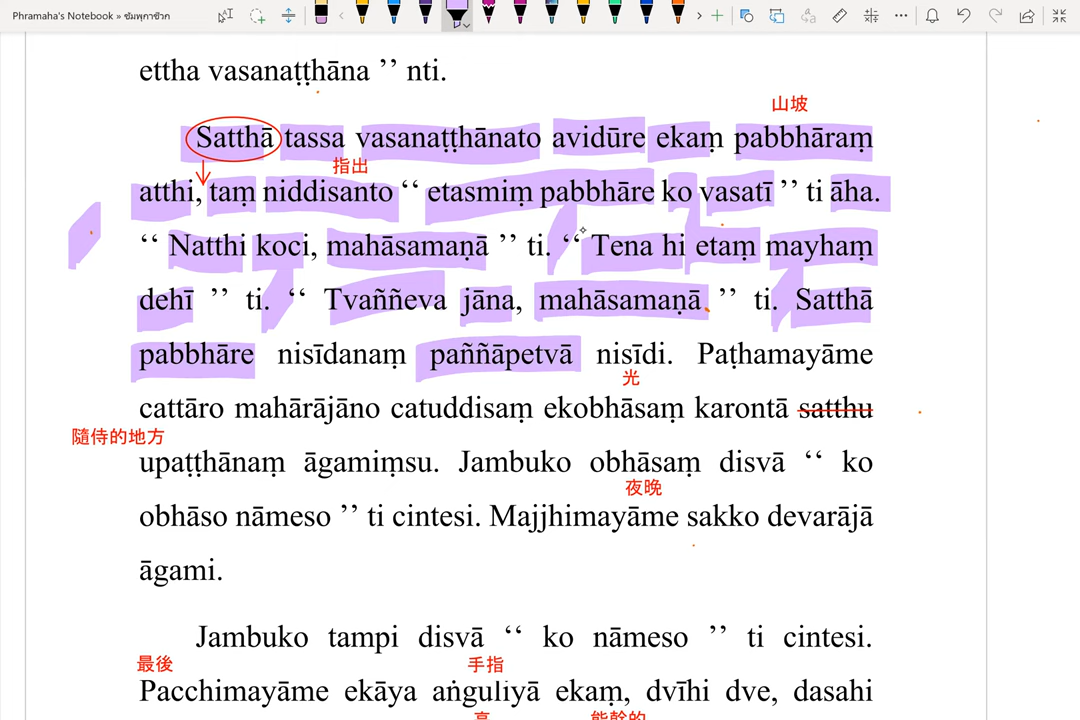 Phramaha's Notebook » ชัมพุกาชีวก
ettha vasanaṭṭhāna ’’ nti.
山坡
Satthā tassa vasanaṭṭhānato avidūre ekaṃ pabbhāraṃ
指出
atthi, taṃ niddisanto ‘‘ etasmiṃ pabbhāre ko vasatī ’’ ti āha.
‘‘ Natthi koci, mahāsamaṇā ’’ ti. ‘‘ Tena hi etaṃ mayhaṃ
dehī ’’ ti. ‘‘ Tvaññeva jāna, mahāsamaṇā ’’ ti. Satthā
pabbhāre nisīdanaṃ paññāpetvā nisīdi. Paṭhamayāme
光
cattāro mahārājāno catuddisaṃ ekobhāsaṃ karontā satthu
隨侍的地方
upaṭṭhānaṃ āgamiṃsu. Jambuko obhāsaṃ disvā ‘‘ ko
夜晚
obhāso nāmeso ’’ ti cintesi. Majjhimayāme sakko devarājā
āgami.
Jambuko tampi disvā ‘‘ ko nāmeso ’’ ti cintesi.
最後 手指
Pacchimayāme ekāya aṅguliyā ekaṃ, dvīhi dve, dasahi
能幹的